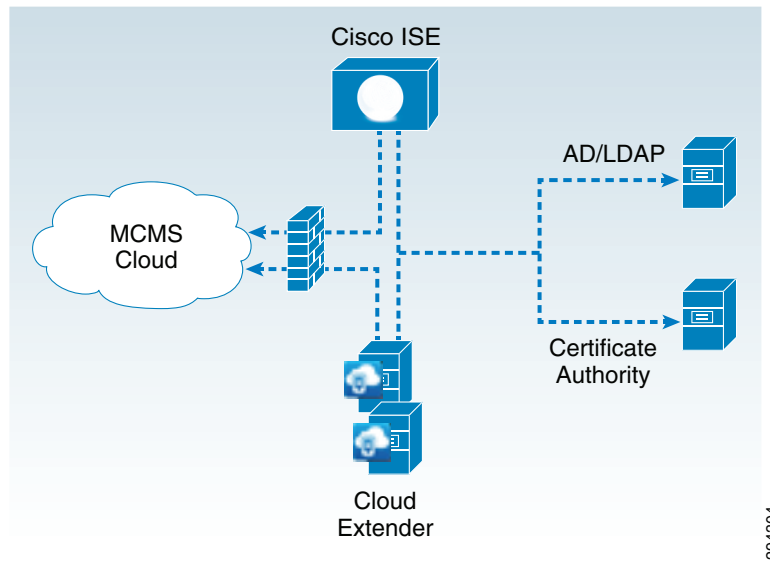 Cisco ISE
AD/LDAP
MCMS
Cloud
Certificate
Authority
Cloud
Extender